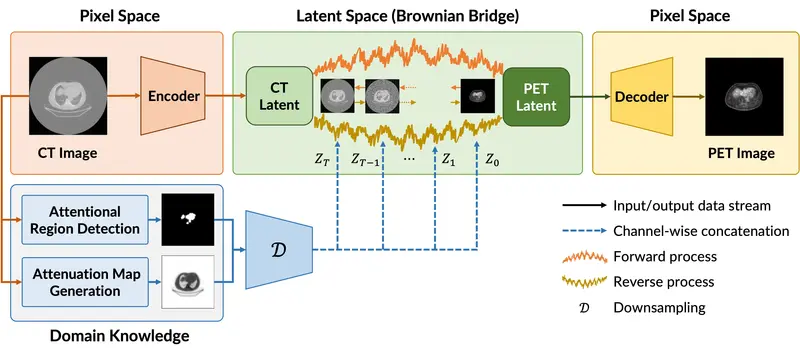 Pixel Space
Latent Space (Brownian Bridge)
Pixel Space
CT Image
Encoder
CT
Latent
PET
Latent
Decoder
PET Image
Z_T
Z_{T−1}
...
Z_1
Z_0
Attentional
Region Detection
Attenuation Map
Generation
Domain Knowledge
𝒟
Input/output data stream
Channel-wise concatenation
Forward process
Reverse process
𝒟 Downsampling